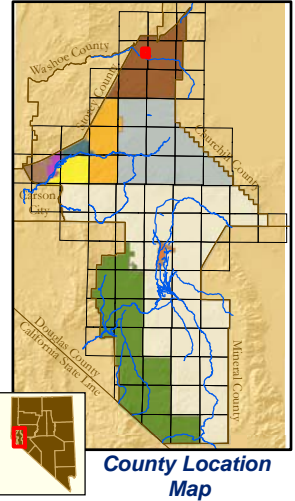 Washoe County
Storey County
Churchill County
Carson
City
Douglas County
California State Line
Mineral County
County Location
Map